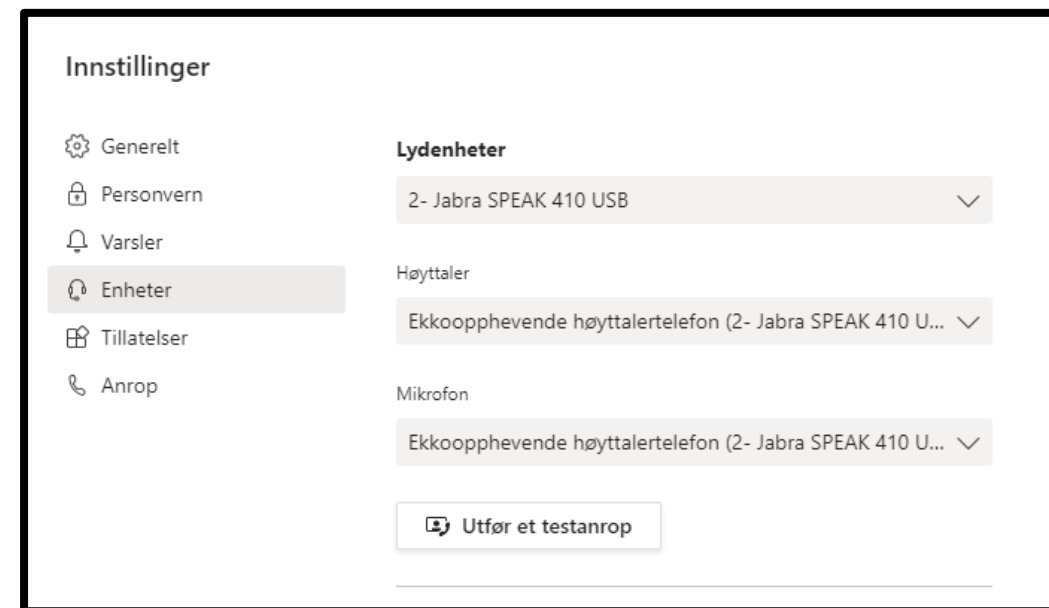 Innstillinger
Generelt
Personvern
Varsler
Enheter
Tillatelser
Anrop
Lydenheter
2- Jabra SPEAK 410 USB
Høyttaler
Ekkoopphevende høyttalertelefon (2- Jabra SPEAK 410 U...
Mikrofon
Ekkoopphevende høyttalertelefon (2- Jabra SPEAK 410 U...
Utfør et testanrop